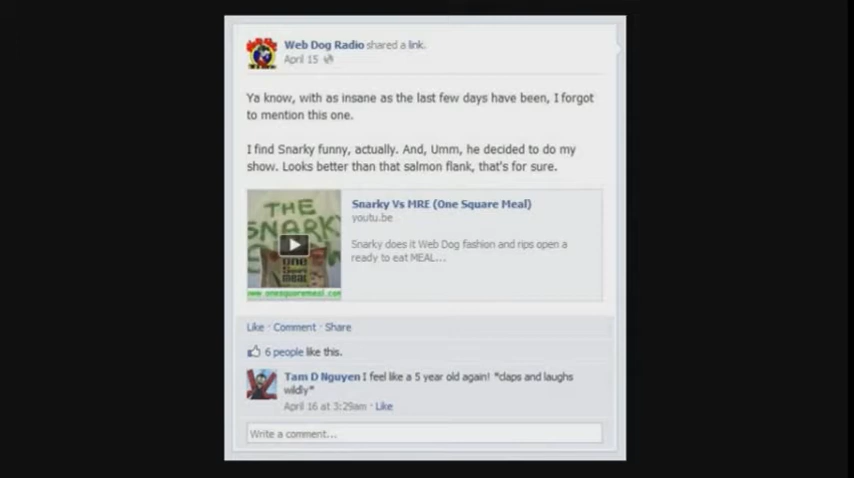 Web Dog Radio shared a link.
April 15
Ya know, with as insane as the last few days have been, I forgot
to mention this one.
I find Snarky funny, actually. And, Umm, he decided to do my
show. Looks better than that salmon flank, that's for sure.
THE
SNARKY
one
square
meal
www.onesquaremeal.com
Snarky Vs MRE (One Square Meal)
youtu.be
Snarky does it Web Dog fashion and rips open a
ready to eat MEAL...
Like · Comment · Share
6 people like this.
Tam D Nguyen I feel like a 5 year old again! *claps and laughs
wildly*
April 16 at 3:29am · Like
Write a comment...